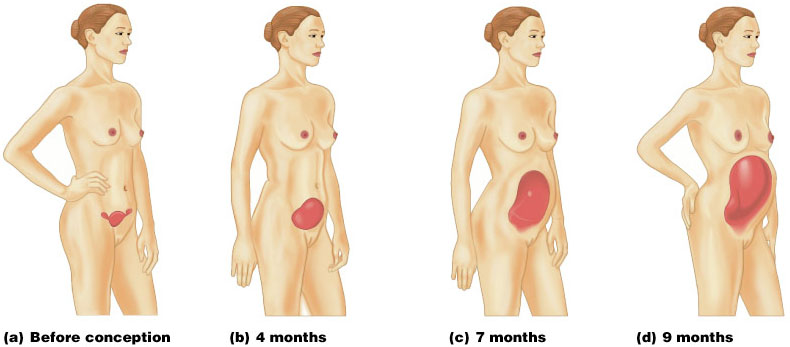 (a) Before conception
(b) 4 months
(c) 7 months
(d) 9 months